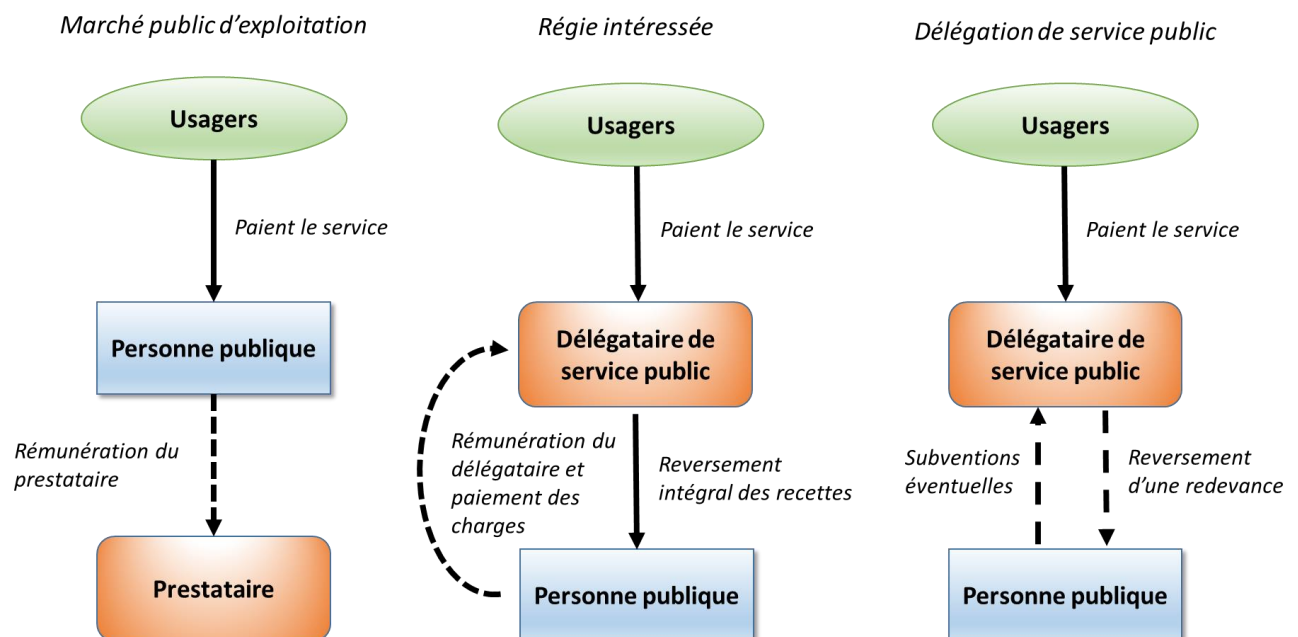 Marché public d'exploitation
Régie intéressée
Délégation de service public
Usagers
Usagers
Usagers
Paient le service
Paient le service
Paient le service
Personne publique
Délégataire de
service public
Délégataire de
service public
Rémunération du
prestataire
Rémunération du
délégataire et
paiement des
charges
Reversement
intégral des recettes
Subventions
éventuelles
Reversement
d'une redevance
Prestataire
Personne publique
Personne publique